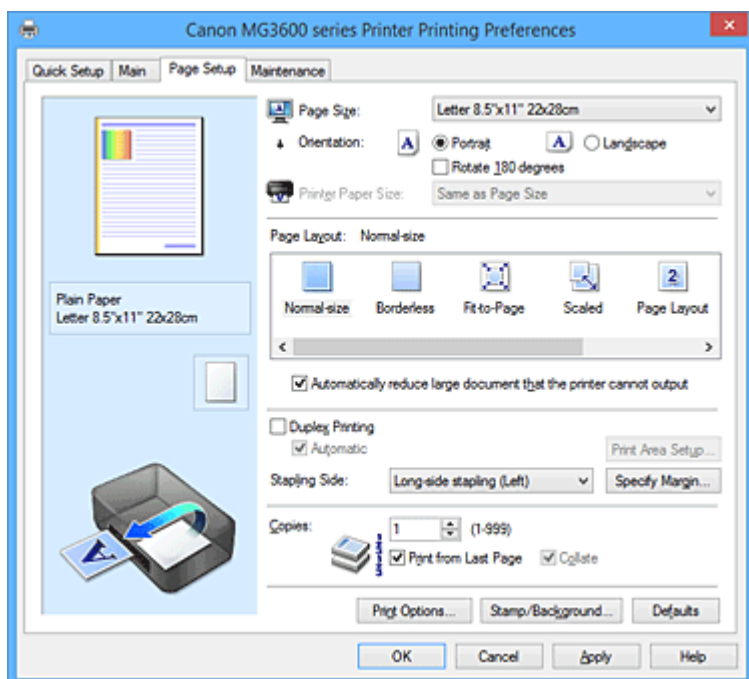 Canon MG3600 series Printer Printing Preferences
Quick Setup Main Page Setup Maintenance
Page Size: Letter 8.5"x11" 22x28cm
Orientation: A Portrait A Landscape
Rotate 180 degrees
Printer Paper Size: Same as Page Size
Page Layout: Normal-size
2
Normal-size Borderless Fit-to-Page Scaled Page Layout
Plain Paper
Letter 8.5"x11" 22x28cm
Automatically reduce large document that the printer cannot output
Duplex Printing
Automatic Print Area Setup...
Stapling Side: Long-side stapling (Left) Specify Margin...
Copies: 1 (1-999)
Print from Last Page Collate
A
Print Options... Stamp/Background... Defaults
OK Cancel Apply Help